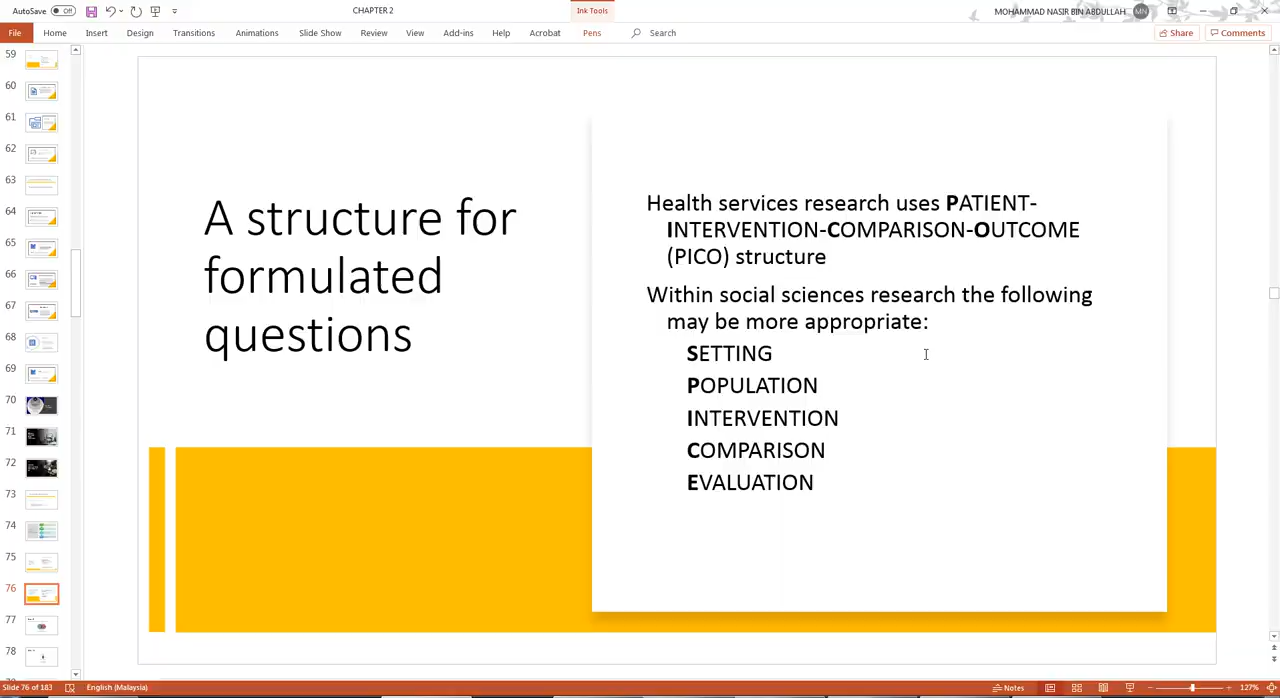 AutoSave Off
CHAPTER 2
Ink Tools
MOHAMMAD NASIR BIN ABDULLAH MN
File Home Insert Design Transitions Animations Slide Show Review View Add-ins Help Acrobat Pens Search Share Comments
59
60
61
62
63
64
65
66
67
68
69
70
71
72
73
74
75
76
77
78
A structure for
formulated
questions
Health services research uses PATIENT-
INTERVENTION-COMPARISON-OUTCOME
(PICO) structure
Within social sciences research the following
may be more appropriate:
SETTING
POPULATION
INTERVENTION
COMPARISON
EVALUATION
Slide 76 of 183 English (Malaysia) Notes 127%